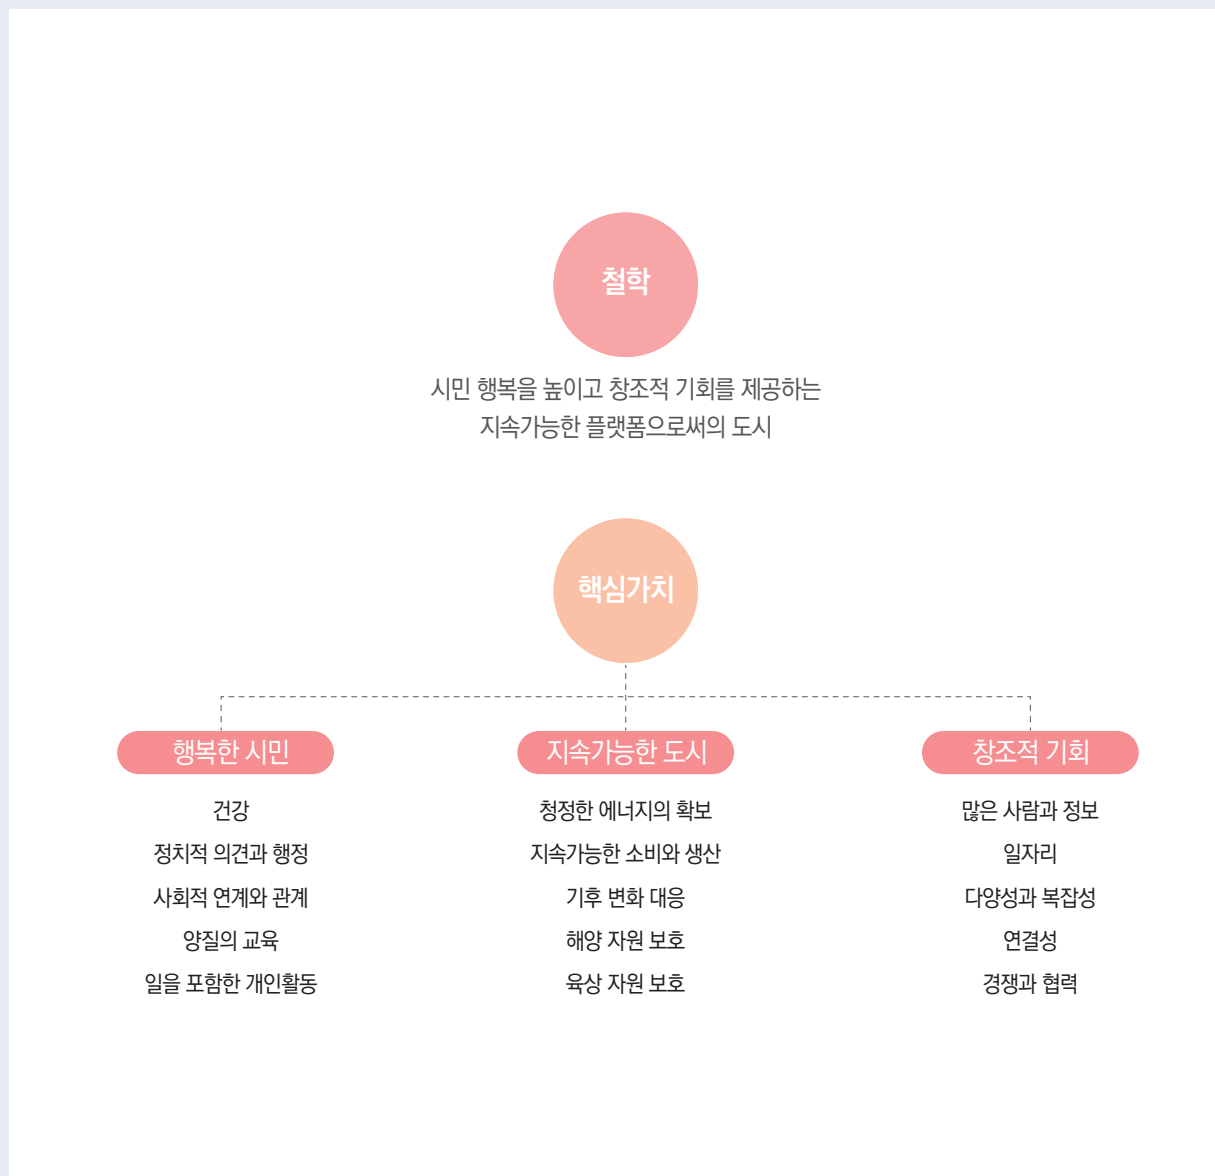 철학
시민 행복을 높이고 창조적 기회를 제공하는
지속가능한 플랫폼으로써의 도시
핵심가치
행복한 시민
건강
정치적 의견과 행정
사회적 연계와 관계
양질의 교육
일을 포함한 개인활동
지속가능한 도시
청정한 에너지의 확보
지속가능한 소비와 생산
기후 변화 대응
해양 자원 보호
육상 자원 보호
창조적 기회
많은 사람과 정보
일자리
다양성과 복잡성
연결성
경쟁과 협력